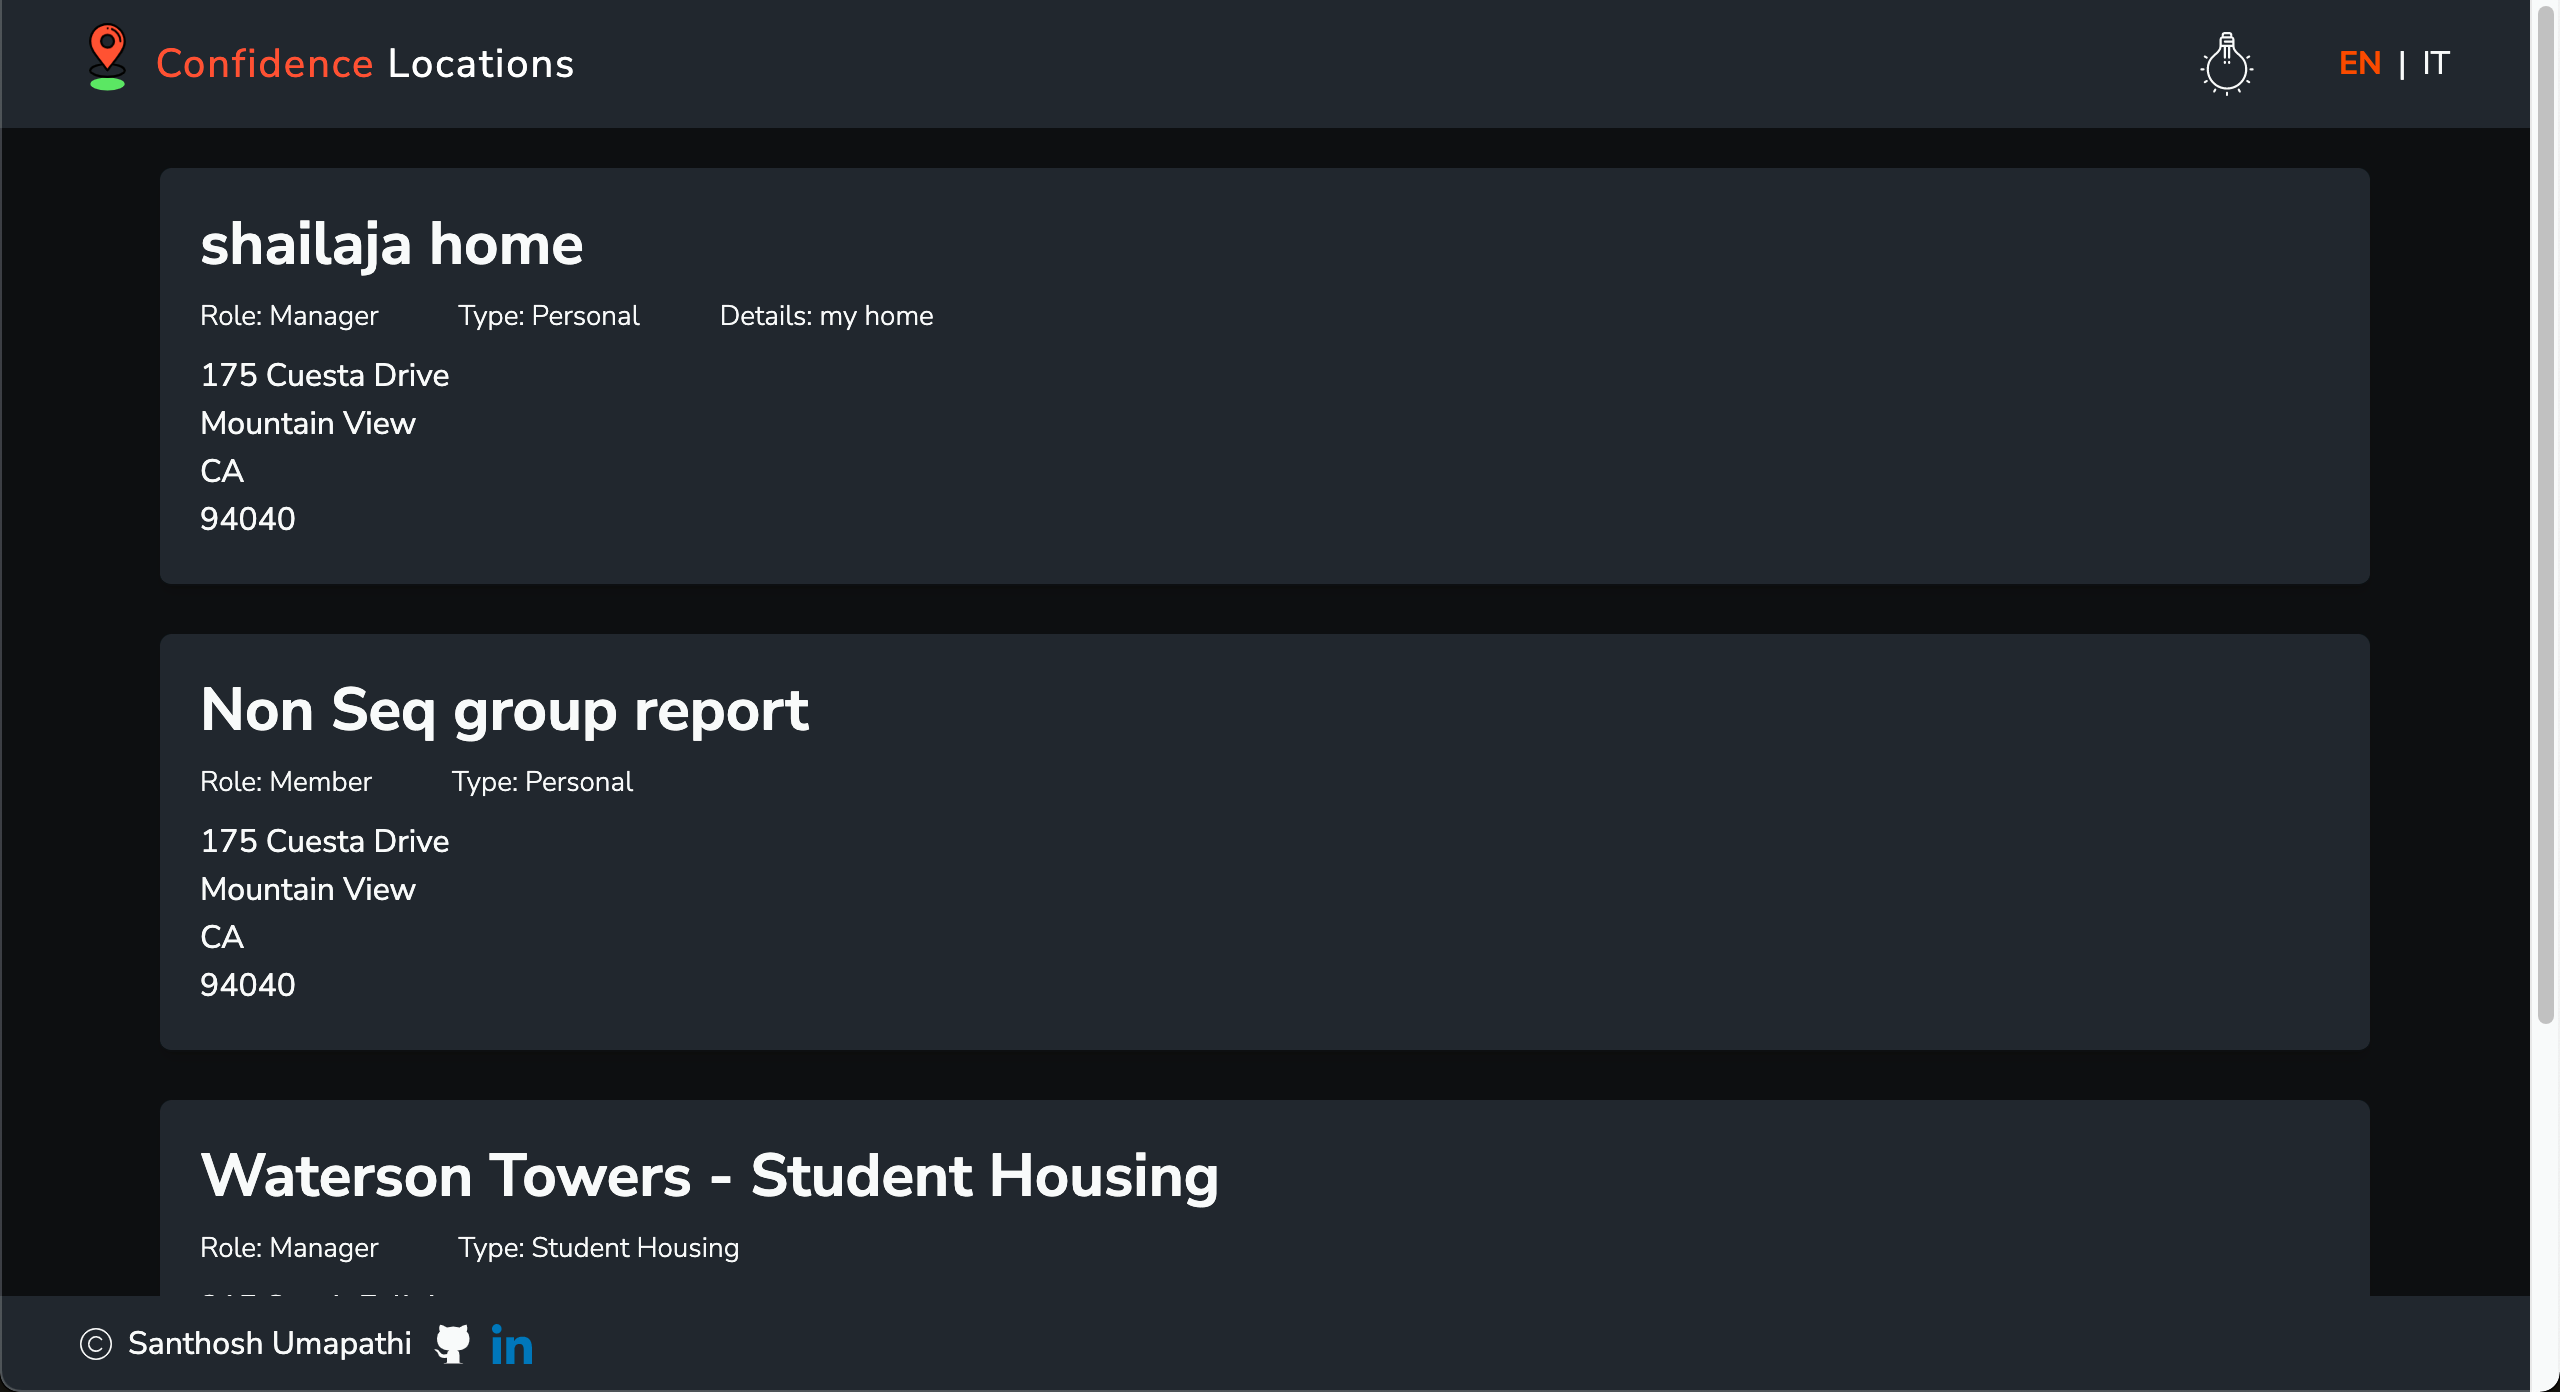 Confidence Locations
EN | IT
shailaja home
Role: Manager Type: Personal Details: my home
175 Cuesta Drive
Mountain View
CA
94040
Non Seq group report
Role: Member Type: Personal
175 Cuesta Drive
Mountain View
CA
94040
Waterson Towers - Student Housing
Role: Manager Type: Student Housing
© Santhosh Umapathi in